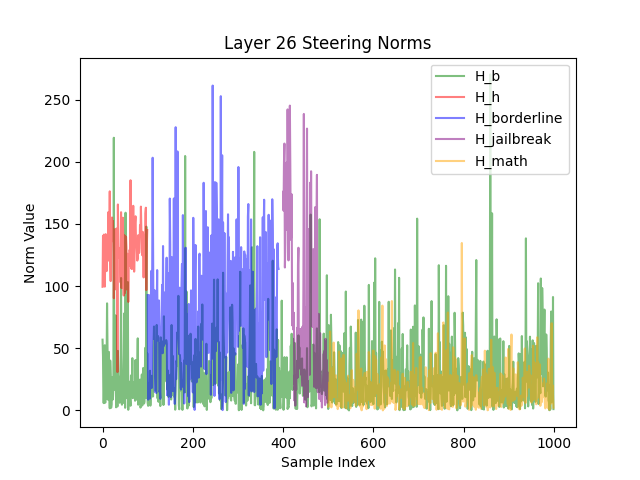 Layer 26 Steering Norms
H_b
H_h
H_borderline
H_jailbreak
H_math
Norm Value
250
200
150
100
50
0
0
200
400
600
800
1000
Sample Index